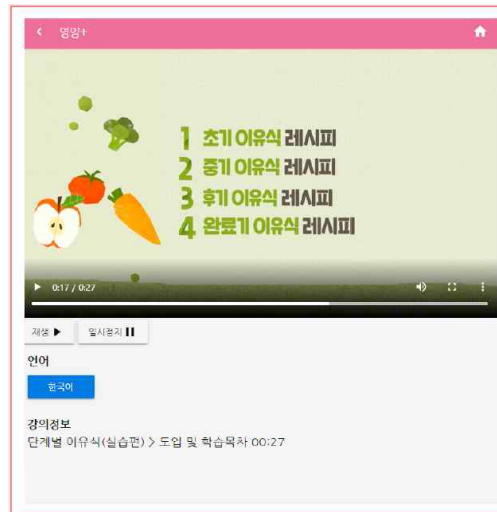 영양+
1 초기 이유식 레시피
2 중기 이유식 레시피
3 후기 이유식 레시피
4 완료기 이유식 레시피
0:17 / 0:27
재생
일시정지
언어
한국어
강의정보
단계별 이유식(실습편) > 도입 및 학습목차 00:27